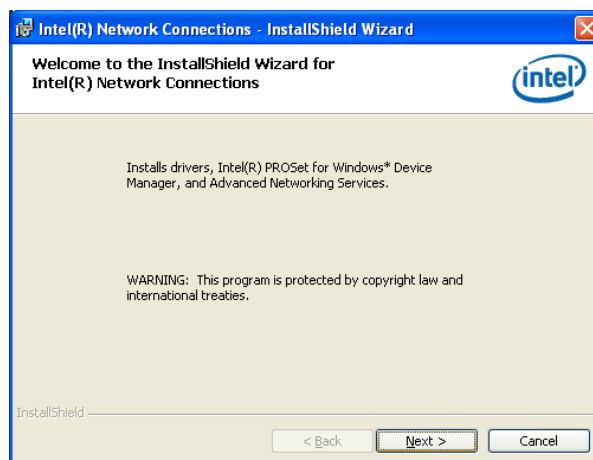 Intel(R) Network Connections - InstallShield Wizard
Welcome to the InstallShield Wizard for
Intel(R) Network Connections
intel
Installs drivers, Intel(R) PROSet for Windows* Device
Manager, and Advanced Networking Services.
WARNING: This program is protected by copyright law and
international treaties.
InstallShield
< Back
Next >
Cancel